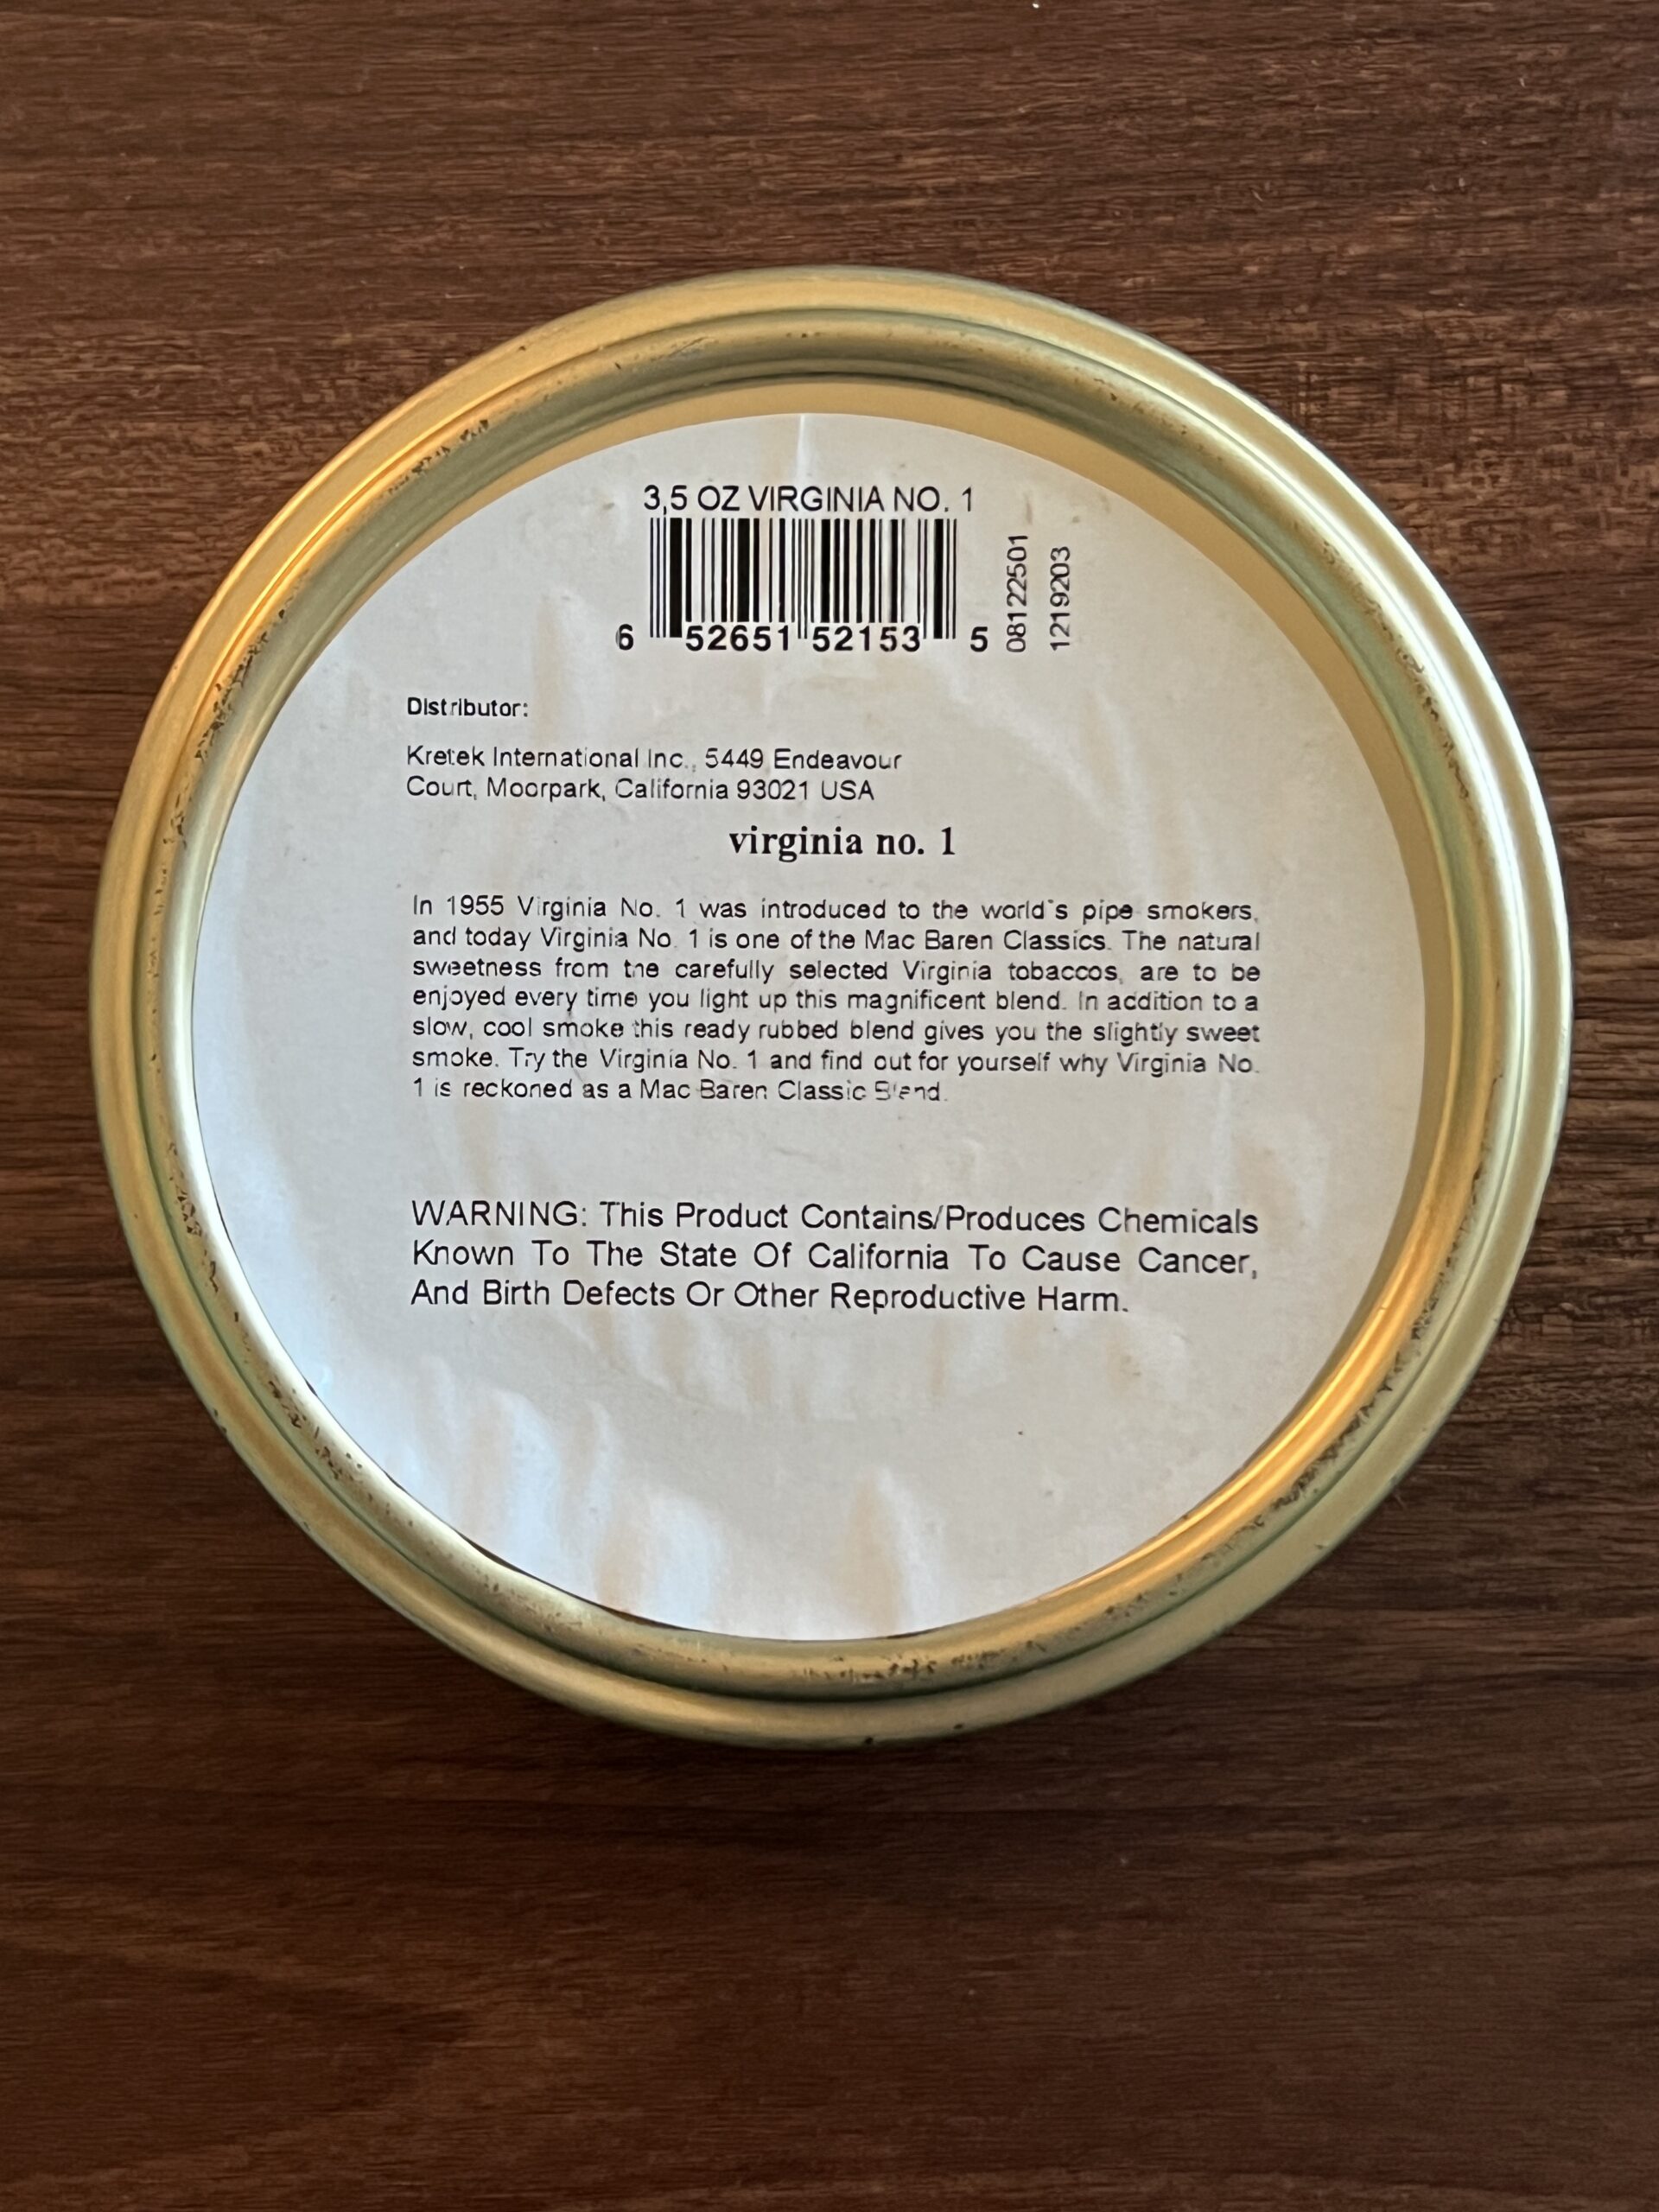 3,5 OZ VIRGINIA NO. 1
6 52651 52153 5
08122501
1219203
Distributor:
Kretek International Inc., 5449 Endeavour
Court, Moorpark, California 93021 USA
virginia no. 1
In 1955 Virginia No. 1 was introduced to the world`s pipe smokers,
and today Virginia No. 1 is one of the Mac Baren Classics. The natural
sweetness from the carefully selected Virginia tobaccos, are to be
enjoyed every time you light up this magnificent blend. In addition to a
slow, cool smoke this ready rubbed blend gives you the slightly sweet
smoke. Try the Virginia No. 1 and find out for yourself why Virginia No.
1 is reckoned as a Mac Baren Classic Blend.
WARNING: This Product Contains/Produces Chemicals
Known To The State Of California To Cause Cancer,
And Birth Defects Or Other Reproductive Harm.